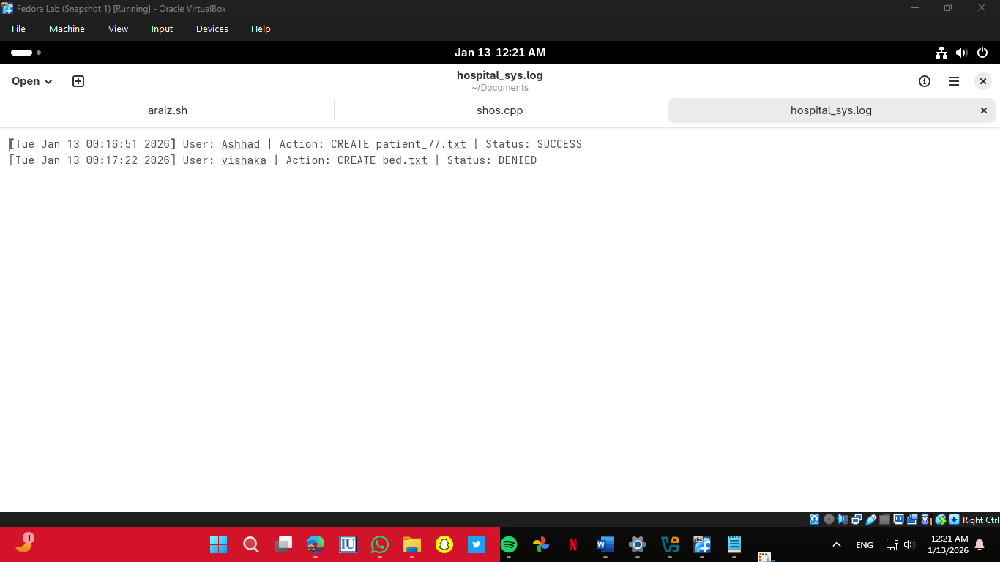 Fedora Lab (Snapshot 1) [Running] - Oracle VirtualBox
File Machine View Input Devices Help
Jan 13 12:21 AM
Open
hospital_sys.log
~/Documents
araiz.sh
shos.cpp
hospital_sys.log
[Tue Jan 13 00:16:51 2026] User: Ashhad | Action: CREATE patient_77.txt | Status: SUCCESS
[Tue Jan 13 00:17:22 2026] User: vishaka | Action: CREATE bed.txt | Status: DENIED
Right Ctrl
1
IU
N
W
x64
ENG
12:21 AM
1/13/2026